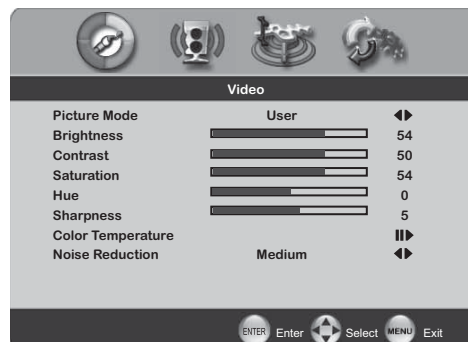 Video
Picture Mode User
Brightness 54
Contrast 50
Saturation 54
Hue 0
Sharpness 5
Color Temperature
Noise Reduction Medium
ENTER Enter Select MENU Exit